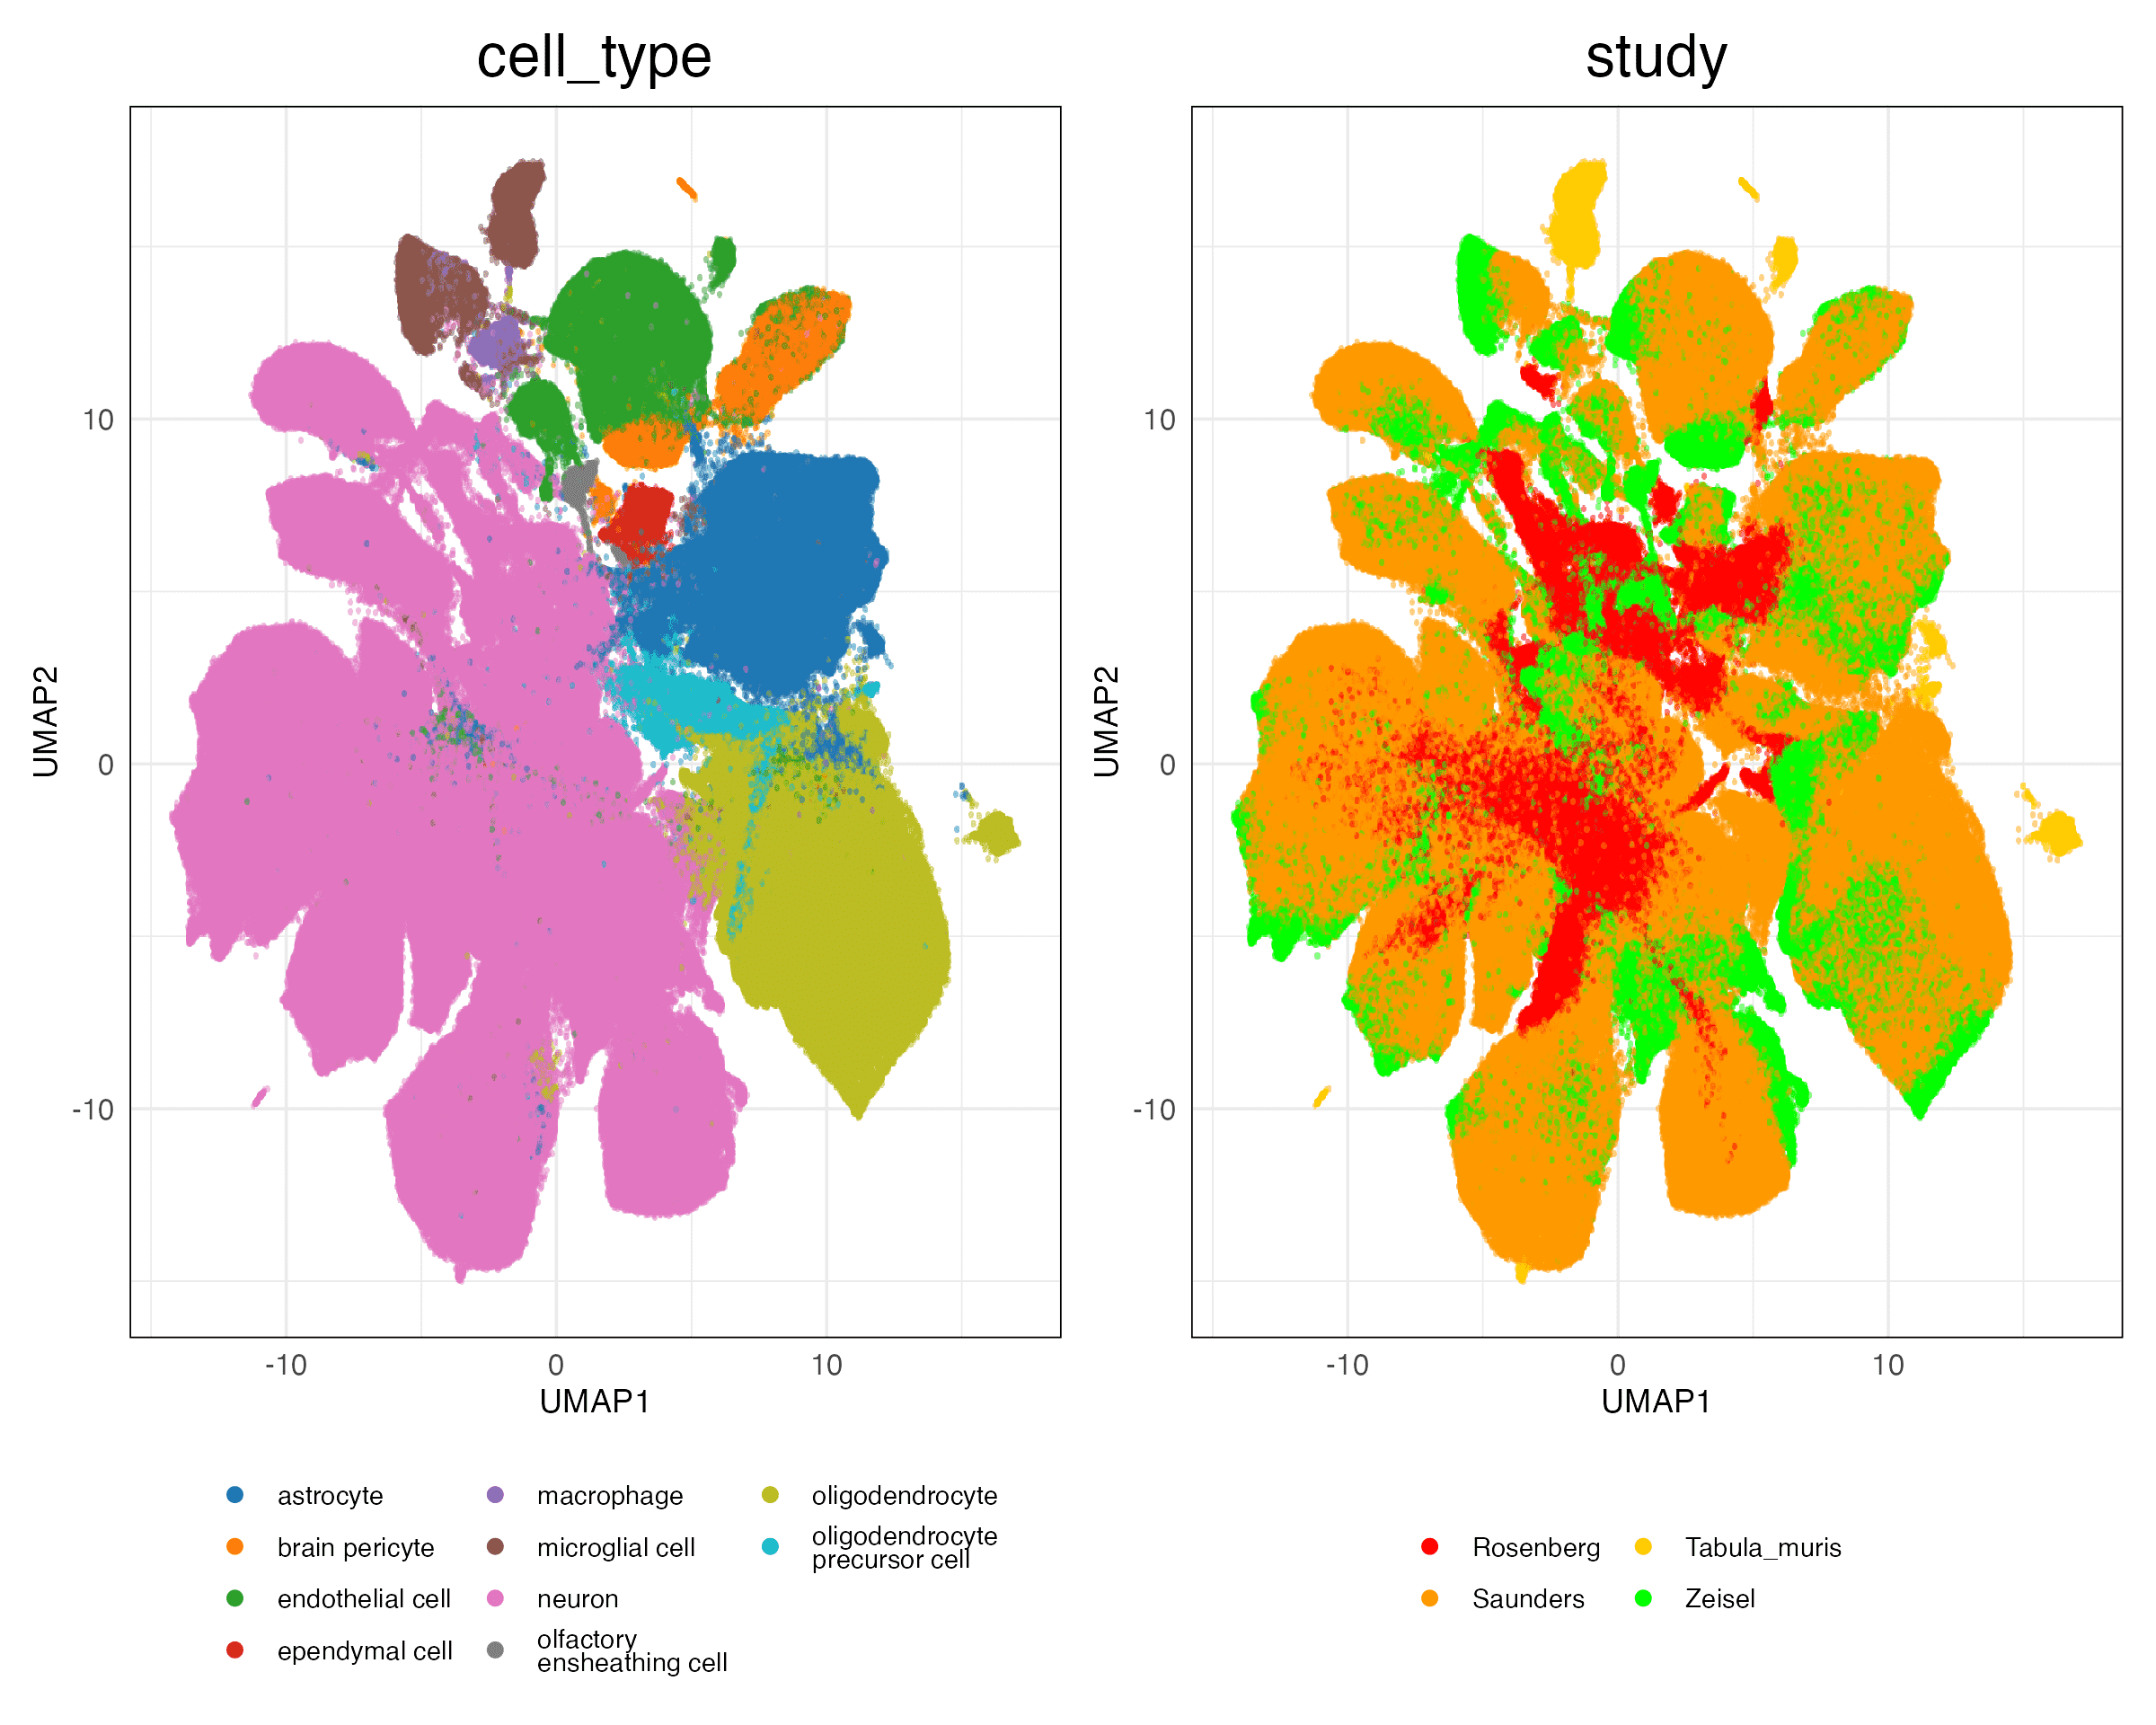 cell_type
UMAP2
10
0
-10
-10
0
10
UMAP1
astrocyte
brain pericyte
endothelial cell
ependymal cell
macrophage
microglial cell
neuron
olfactory
ensheathing cell
oligodendrocyte
oligodendrocyte
precursor cell
study
UMAP2
10
0
-10
-10
0
10
UMAP1
Rosenberg
Saunders
Tabula_muris
Zeisel